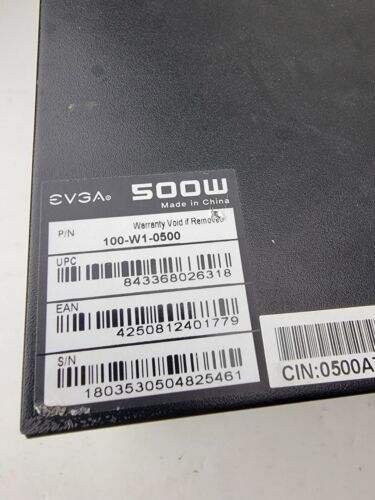 EVGA® 500W
Made in China
Warranty Void if Removed
P/N 100-W1-0500
UPC
843368026318
EAN
4250812401779
S/N
1803530504825461
CIN:0500A